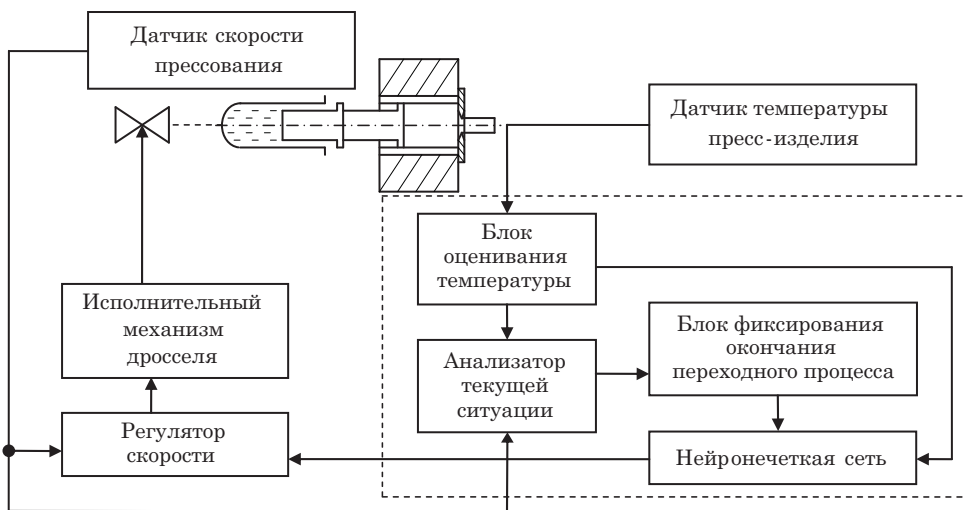 Датчик скорости
прессования
Датчик температуры
пресс-изделия
Блок
оценивания
температуры
Исполнительный
механизм
дросселя
Анализатор
текущей
ситуации
Блок фиксирования
окончания
переходного процесса
Регулятор
скорости
Нейронечеткая сеть